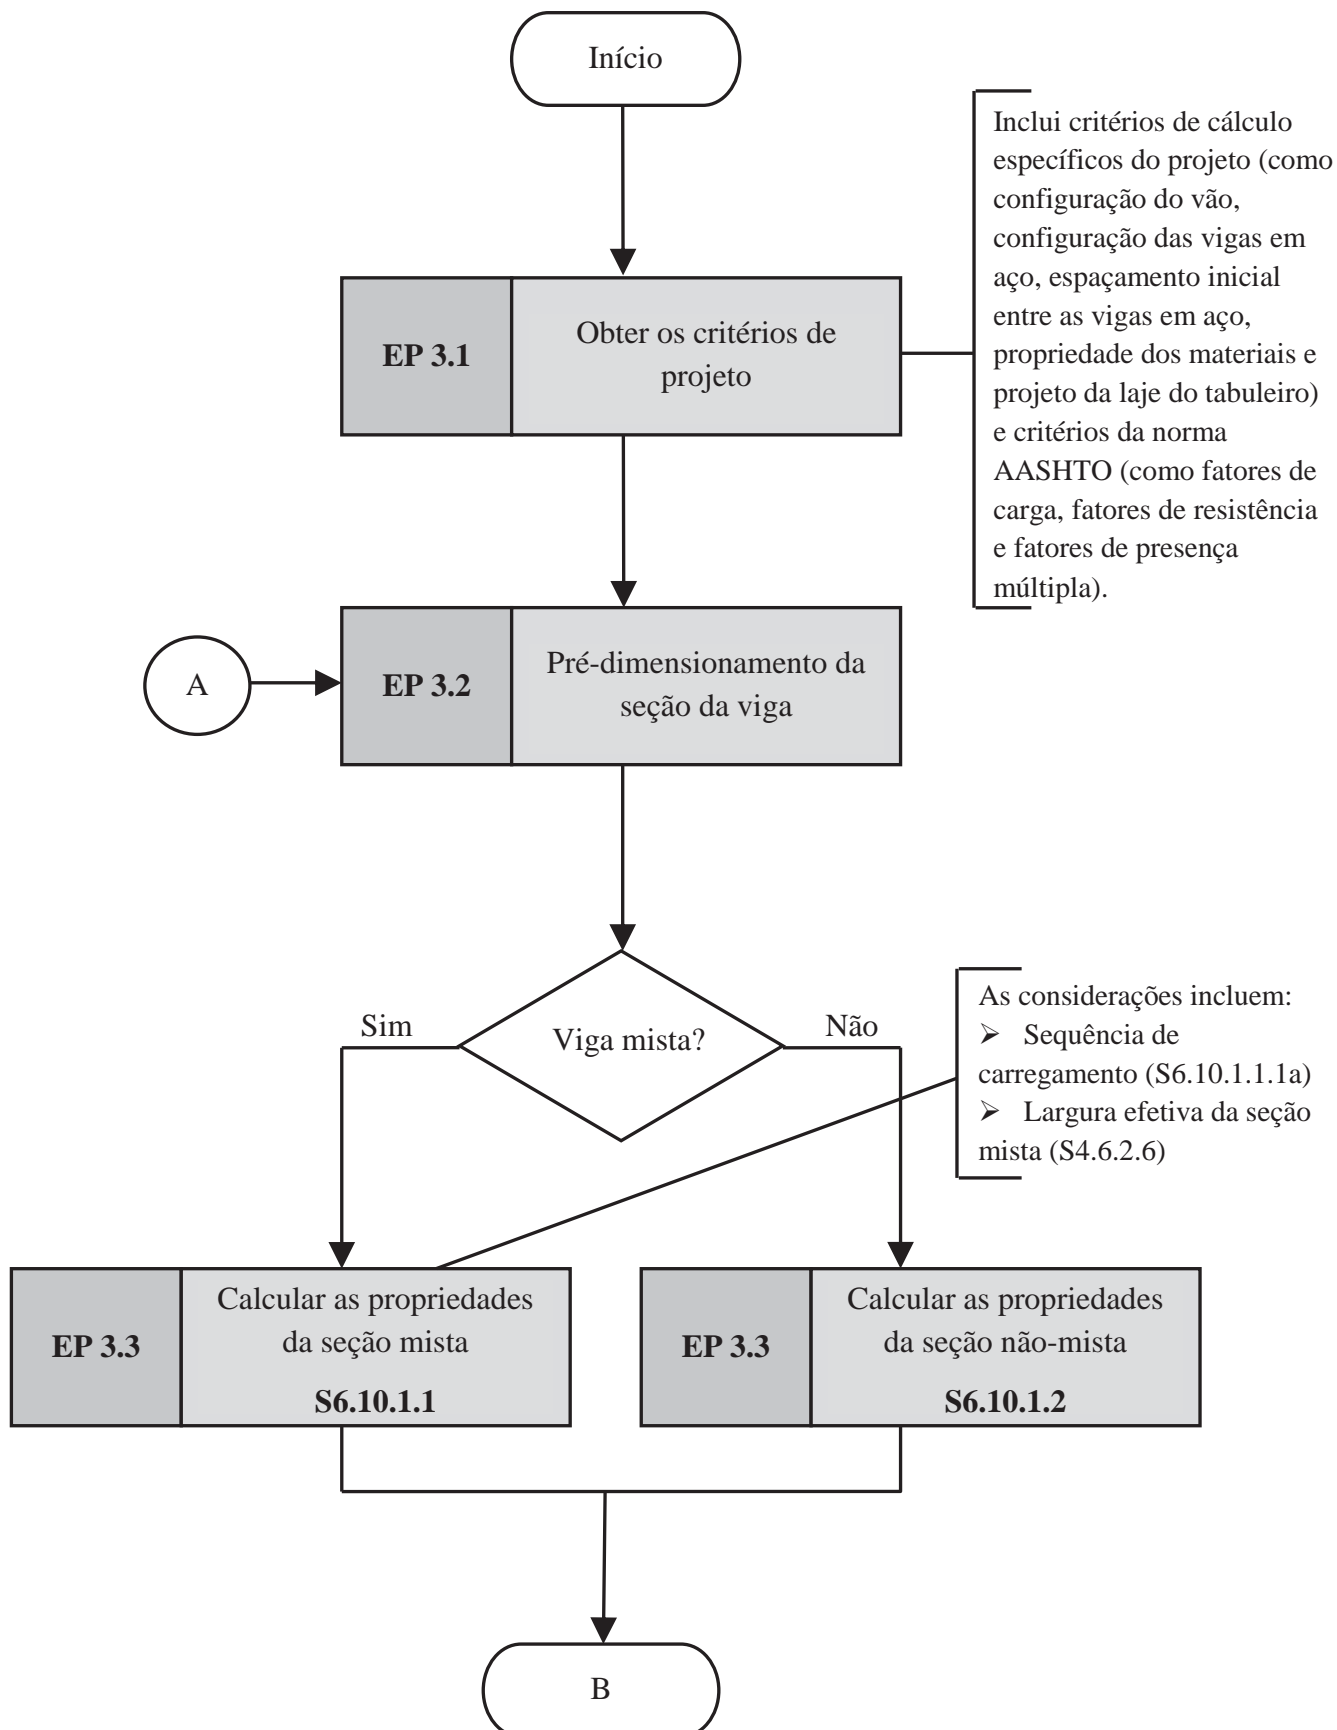 Início
Inclui critérios de cálculo
específicos do projeto (como
configuração do vão,
configuração das vigas em
aço, espaçamento inicial
entre as vigas em aço,
propriedade dos materiais e
projeto da laje do tabuleiro)
e critérios da norma
AASHTO (como fatores de
carga, fatores de resistência
e fatores de presença
múltipla).
EP 3.1
Obter os critérios de
projeto
A
EP 3.2
Pré-dimensionamento da
seção da viga
Sim
Viga mista?
Não
As considerações incluem:
➢ Sequência de
carregamento (S6.10.1.1.1a)
➢ Largura efetiva da seção
mista (S4.6.2.6)
EP 3.3
Calcular as propriedades
da seção mista
S6.10.1.1
EP 3.3
Calcular as propriedades
da seção não-mista
S6.10.1.2
B